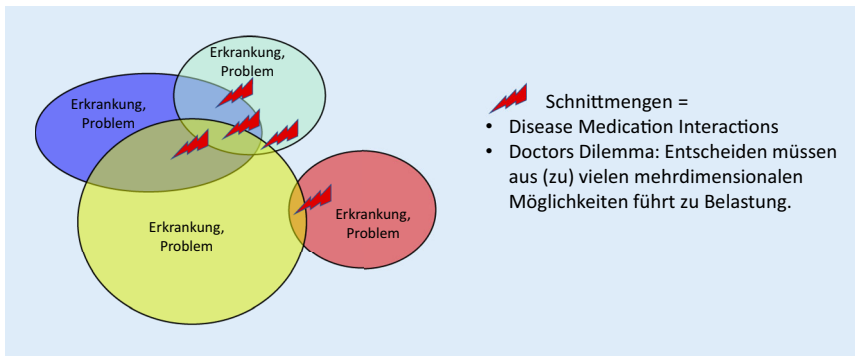 Erkrankung,
Problem
Erkrankung,
Problem
Erkrankung,
Problem
Erkrankung,
Problem
Schnittmengen =
• Disease Medication Interactions
• Doctors Dilemma: Entscheiden müssen
aus (zu) vielen mehrdimensionalen
Möglichkeiten führt zu Belastung.